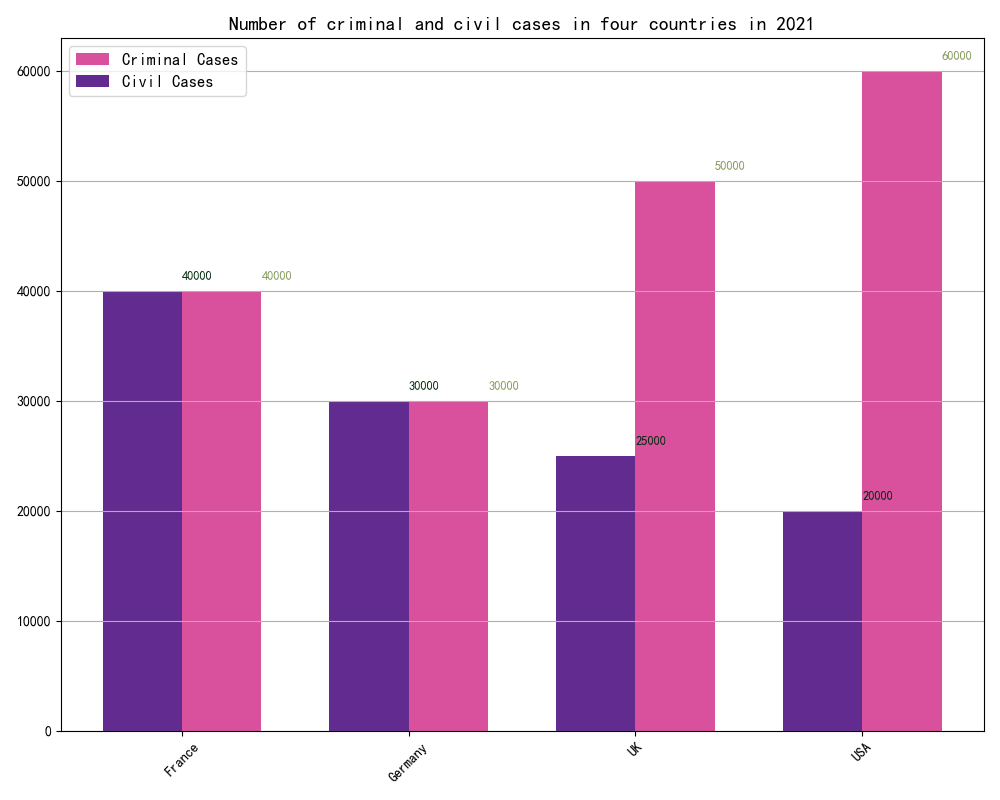 Number of criminal and civil cases in four countries in 2021
Criminal Cases
Civil Cases
60000
50000
40000
30000
20000
10000
0
40000
40000
30000
30000
25000
50000
20000
60000
France
Germany
UK
USA